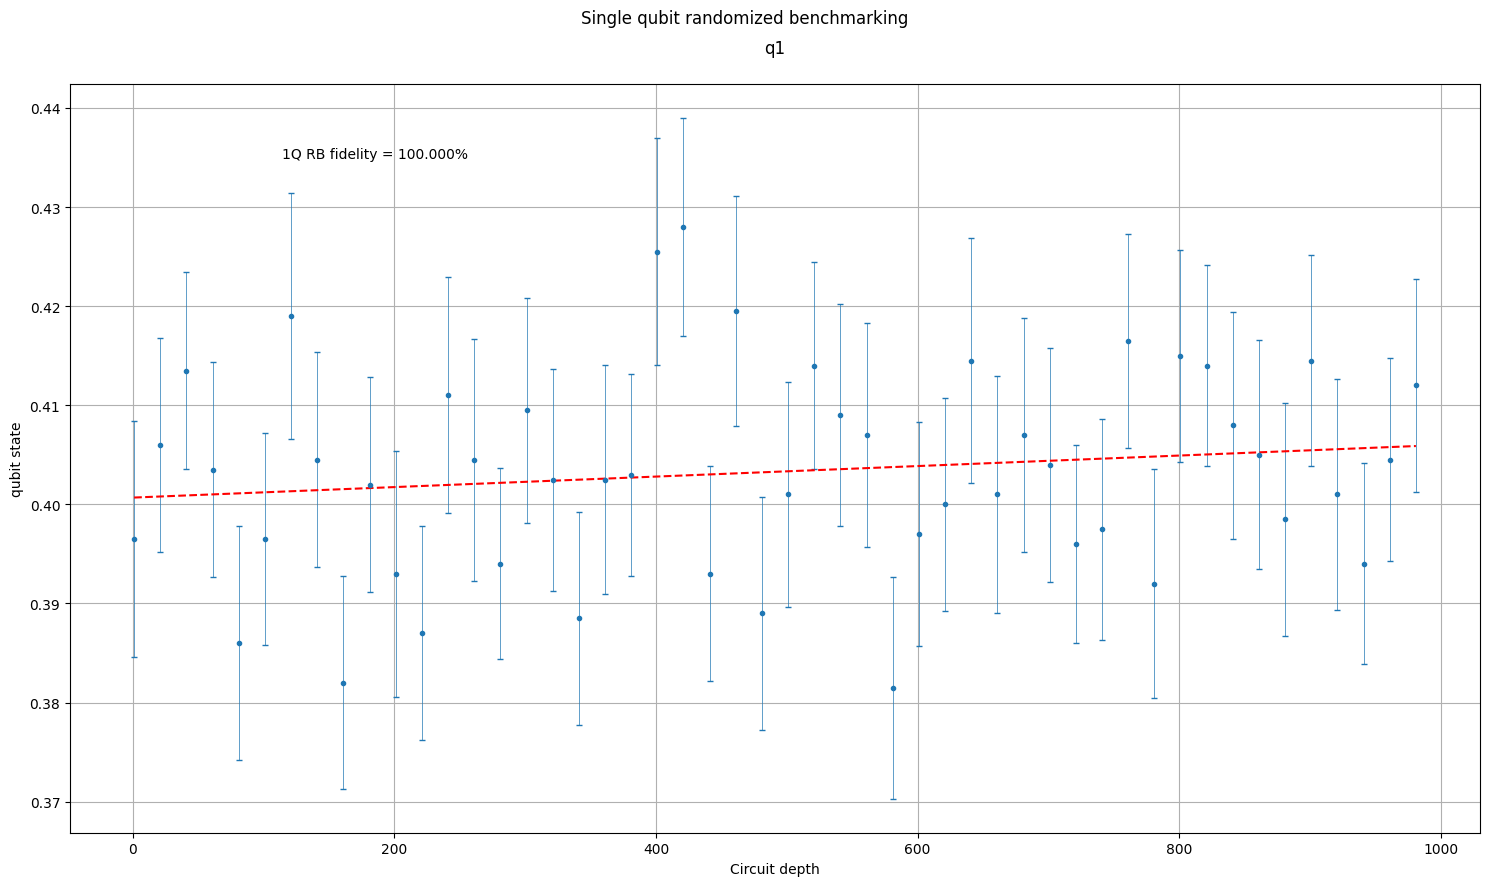 Single qubit randomized benchmarking
q1
0.44
1Q RB fidelity = 100.000%
0.43
0.42
0.41
0.40
0.39
0.38
0.37
qubit state
0
200
400
600
800
1000
Circuit depth